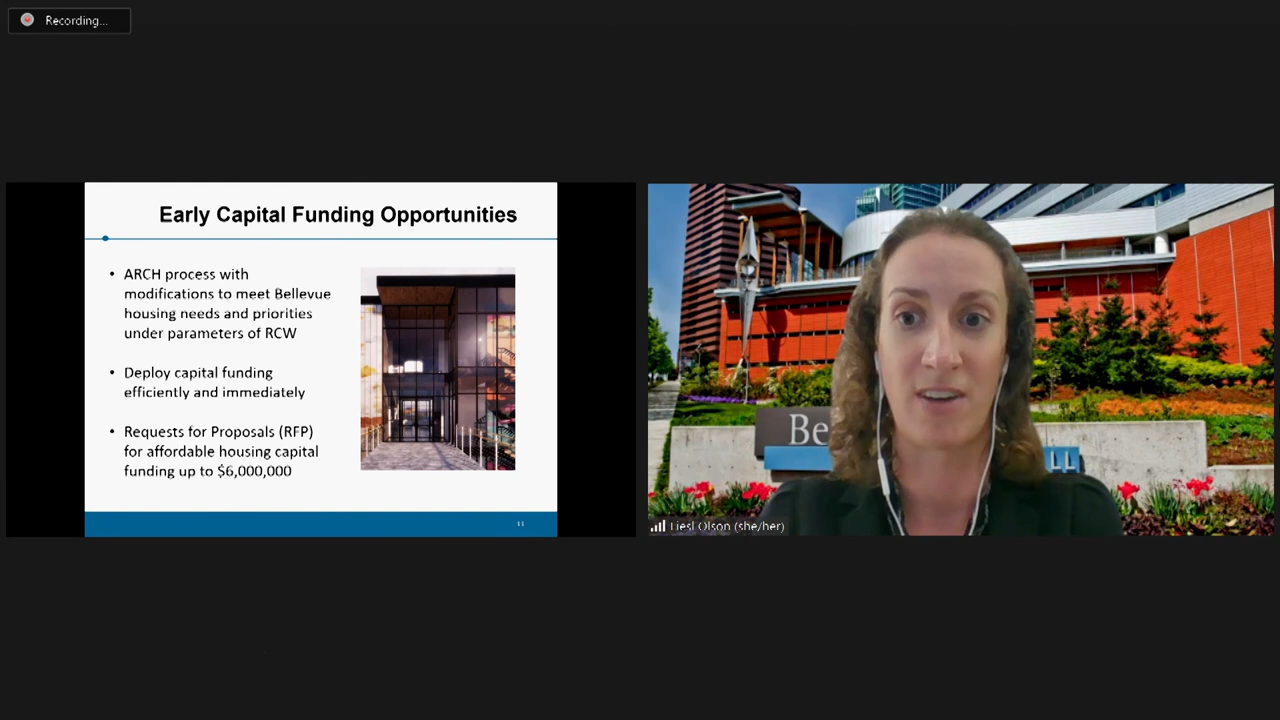 Recording...
Early Capital Funding Opportunities
• ARCH process with
modifications to meet Bellevue
housing needs and priorities
under parameters of RCW
• Deploy capital funding
efficiently and immediately
• Requests for Proposals (RFP)
for affordable housing capital
funding up to $6,000,000
11
Be
LL
Liesl Olson (she/her)